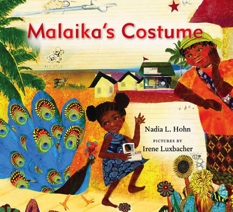 Malaika's Costume
Nadia L. Hohn
PICTURES BY
Irene Luxbacher